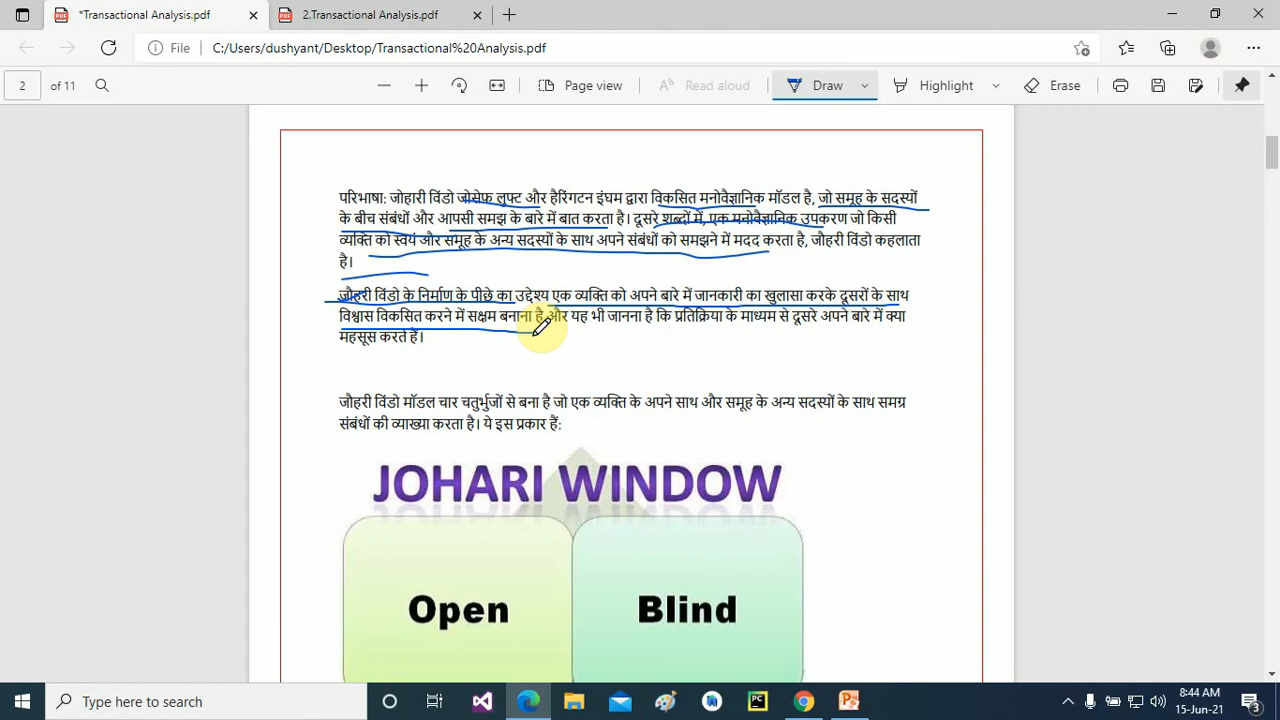 *Transactional Analysis.pdf
2.Transactional Analysis.pdf
File C:/Users/dushyant/Desktop/Transactional%20Analysis.pdf
2 of 11 Page view Read aloud Draw Highlight Erase
परिभाषा: जोहारी विंडो जोसेफ लुफ्ट और हैरिंगटन इंघम द्वारा विकसित मनोवैज्ञानिक मॉडल है, जो समूह के सदस्यों
के बीच संबंधों और आपसी समझ के बारे में बात करता है। दूसरे शब्दों में, एक मनोवैज्ञानिक उपकरण जो किसी
व्यक्ति को स्वयं और समूह के अन्य सदस्यों के साथ अपने संबंधों को समझने में मदद करता है, जौहरी विंडो कहलाता
है।
जौहरी विंडो के निर्माण के पीछे का उद्देश्य एक व्यक्ति को अपने बारे में जानकारी का खुलासा करके दूसरों के साथ
विश्वास विकसित करने में सक्षम बनाना है और यह भी जानना है कि प्रतिक्रिया के माध्यम से दूसरे अपने बारे में क्या
महसूस करते हैं।
जौहरी विंडो मॉडल चार चतुर्भुजों से बना है जो एक व्यक्ति के अपने साथ और समूह के अन्य सदस्यों के साथ समग्र
संबंधों की व्याख्या करता है। ये इस प्रकार हैं:
JOHARI WINDOW
Open Blind
Type here to search
8:44 AM
15-Jun-21
3